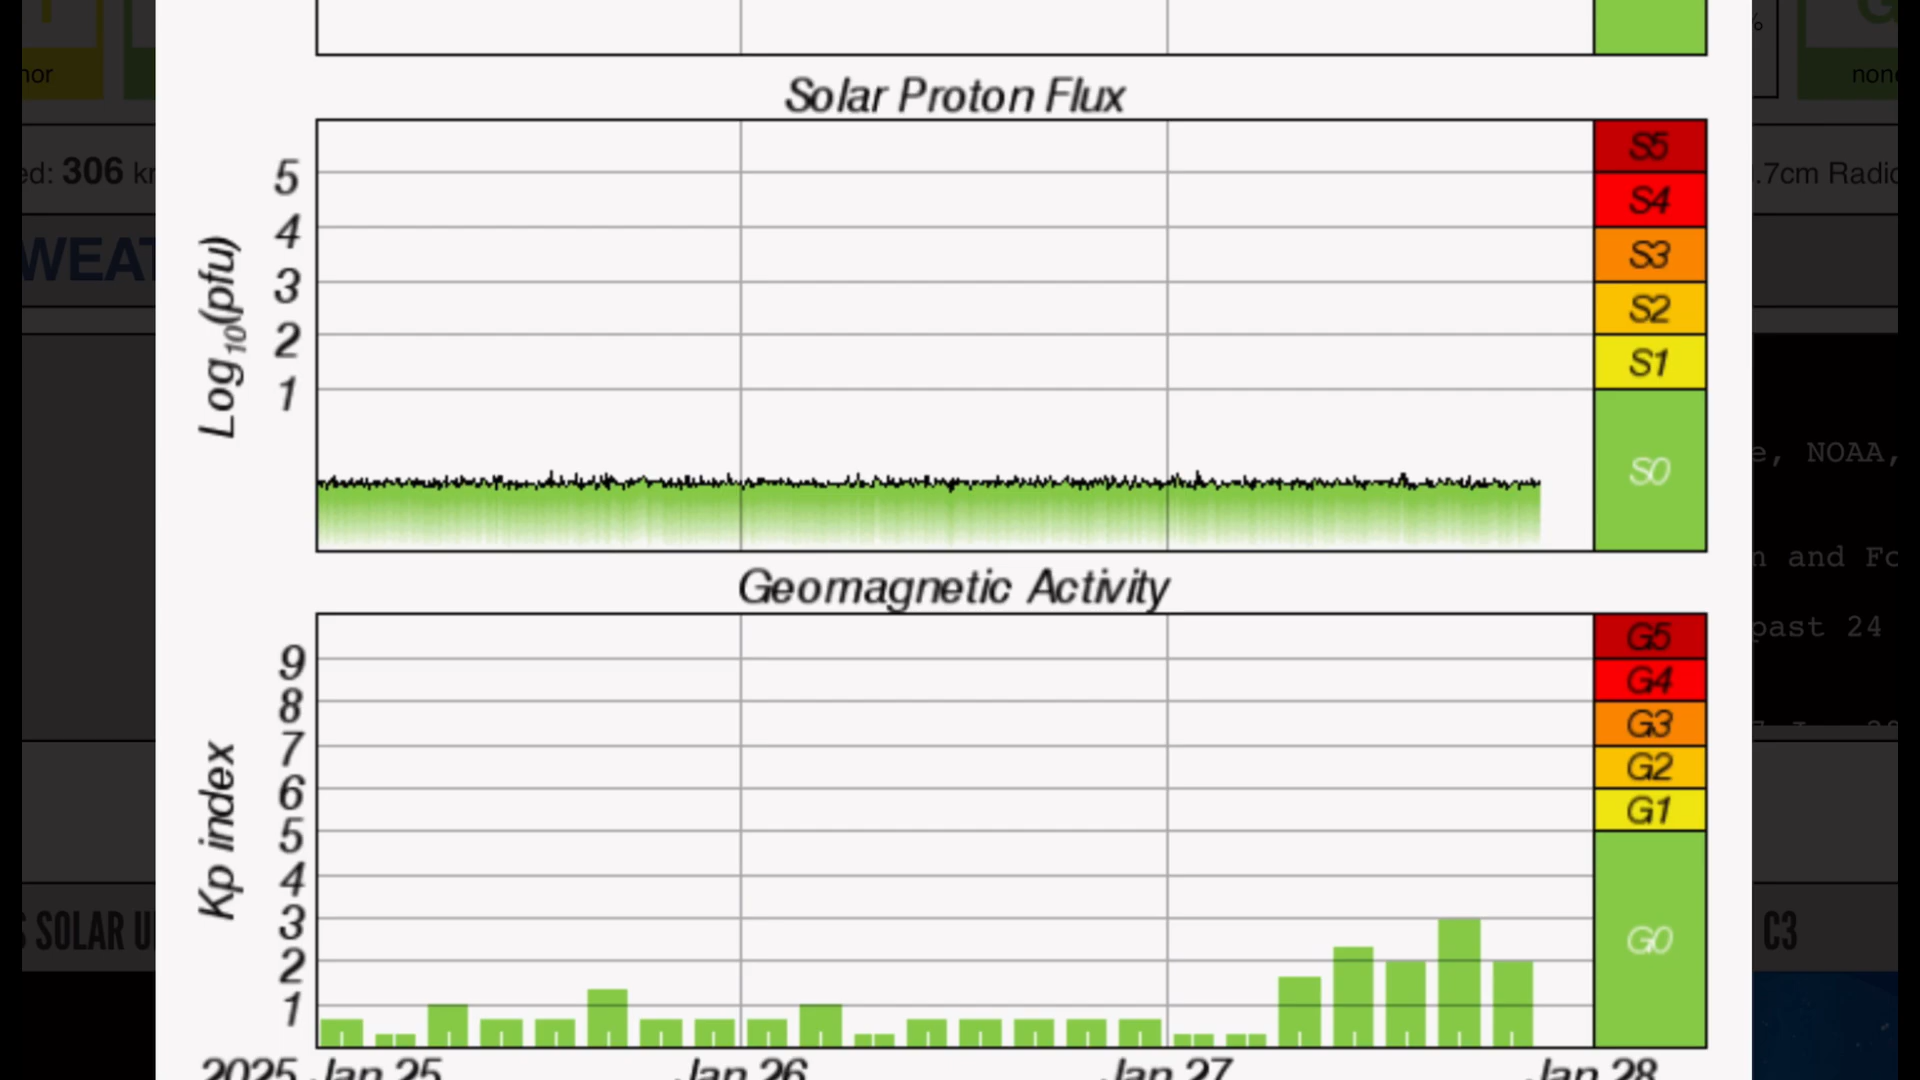 nor
none
Solar Proton Flux
ed: 306 km
.7cm Radio
S5
S4
S3
S2
S1
S0
5
4
3
2
1
Log10(pfu)
WEAT
e, NOAA,
n and Fo
past 24
Geomagnetic Activity
G5
G4
G3
G2
G1
G0
9
8
7
6
5
4
3
2
1
Kp index
S SOLAR U
C3
2025 Jan 25
Jan 26
Jan 27
Jan 28